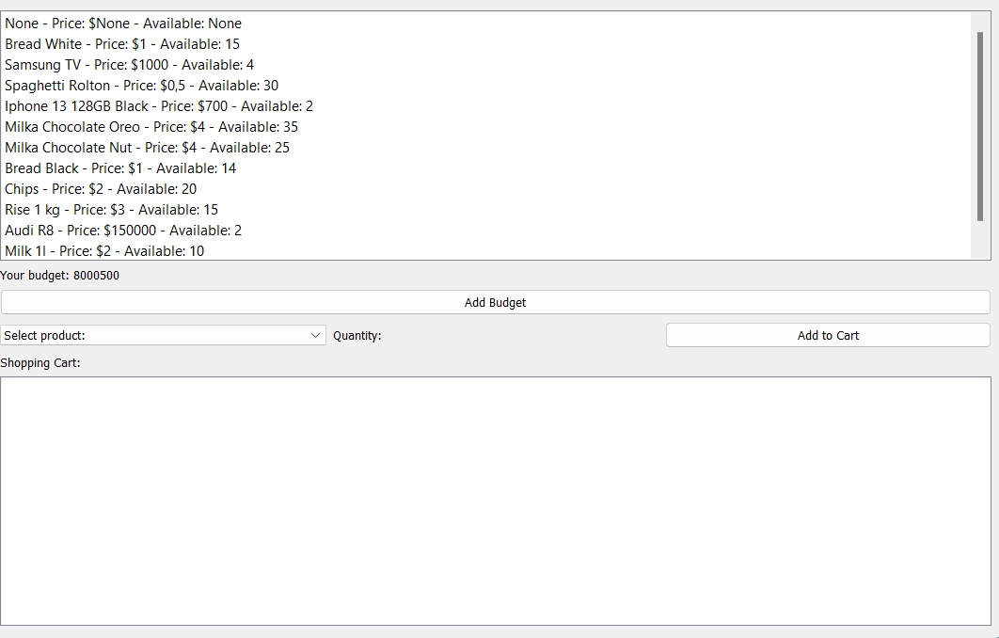 None - Price: $None - Available: None
Bread White - Price: $1 - Available: 15
Samsung TV - Price: $1000 - Available: 4
Spaghetti Rolton - Price: $0,5 - Available: 30
Iphone 13 128GB Black - Price: $700 - Available: 2
Milka Chocolate Oreo - Price: $4 - Available: 35
Milka Chocolate Nut - Price: $4 - Available: 25
Bread Black - Price: $1 - Available: 14
Chips - Price: $2 - Available: 20
Rise 1 kg - Price: $3 - Available: 15
Audi R8 - Price: $150000 - Available: 2
Milk 1l - Price: $2 - Available: 10
Your budget: 8000500
Add Budget
Select product: Quantity: Add to Cart
Shopping Cart: